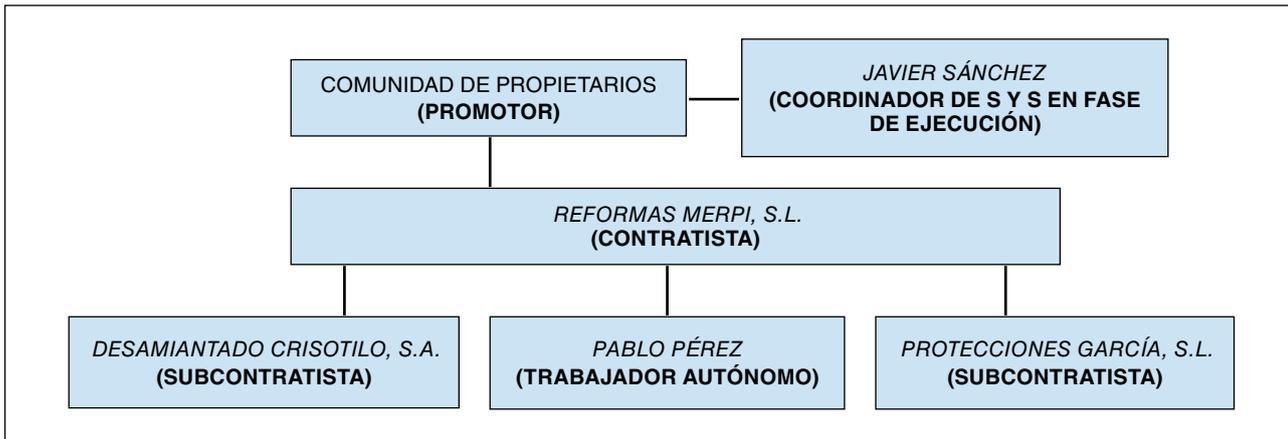 COMUNIDAD DE PROPIETARIOS
(PROMOTOR)
JAVIER SÁNCHEZ
(COORDINADOR DE S Y S EN FASE
DE EJECUCIÓN)
REFORMAS MERPI, S.L.
(CONTRATISTA)
DESAMIANTADO CRISOTILO, S.A.
(SUBCONTRATISTA)
PABLO PÉREZ
(TRABAJADOR AUTÓNOMO)
PROTECCIONES GARCÍA, S.L.
(SUBCONTRATISTA)